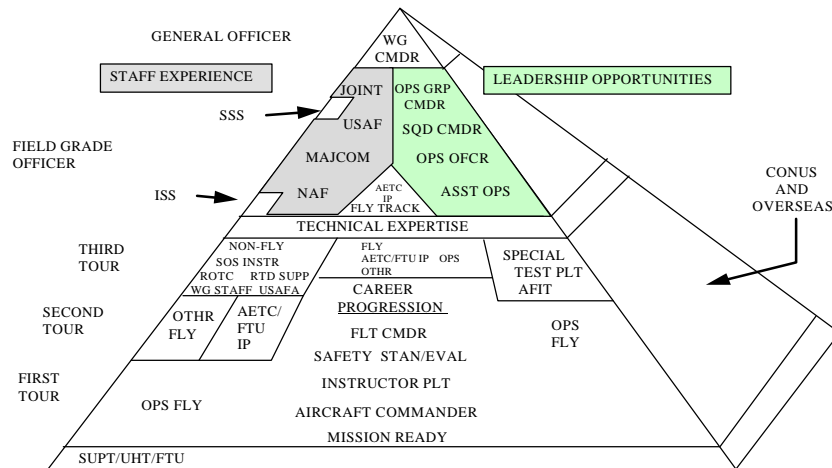 GENERAL OFFICER
WG
CMDR
STAFF EXPERIENCE
LEADERSHIP OPPORTUNITIES
JOINT
OPS GRP
CMDR
SSS
USAF
SQD CMDR
FIELD GRADE
OFFICER
MAJCOM
OPS OFCR
CONUS
AND
OVERSEAS
ISS
NAF
AETC
IP
FLY TRACK
ASST OPS
TECHNICAL EXPERTISE
THIRD
TOUR
NON-FLY
SOS INSTR
ROTC RTD SUPP
WG STAFF USAFA
FLY
AETC/FTU IP OPS
OTHR
SPECIAL
TEST PLT
AFIT
CAREER
PROGRESSION
SECOND
TOUR
OTHR
FLY
AETC/
FTU
IP
FLT CMDR
OPS
FLY
SAFETY STAN/EVAL
FIRST
TOUR
INSTRUCTOR PLT
OPS FLY
AIRCRAFT COMMANDER
MISSION READY
SUPT/UHT/FTU